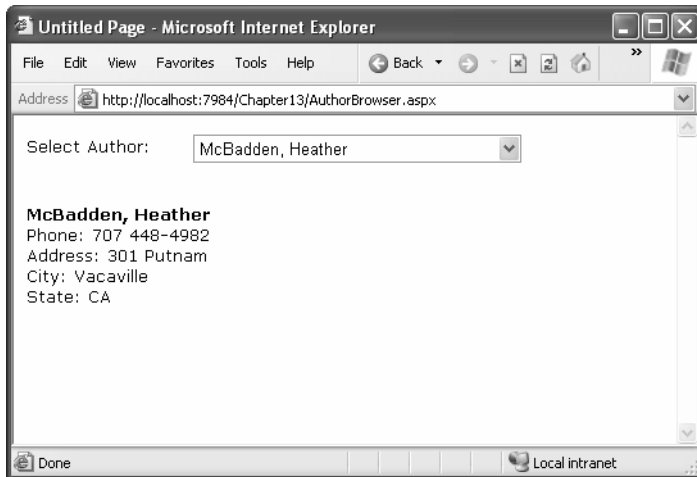 Untitled Page - Microsoft Internet Explorer
File Edit View Favorites Tools Help Back »
Address http://localhost:7984/Chapter13/AuthorBrowser.aspx
Select Author: McBadden, Heather
McBadden, Heather
Phone: 707 448-4982
Address: 301 Putnam
City: Vacaville
State: CA
Done Local intranet